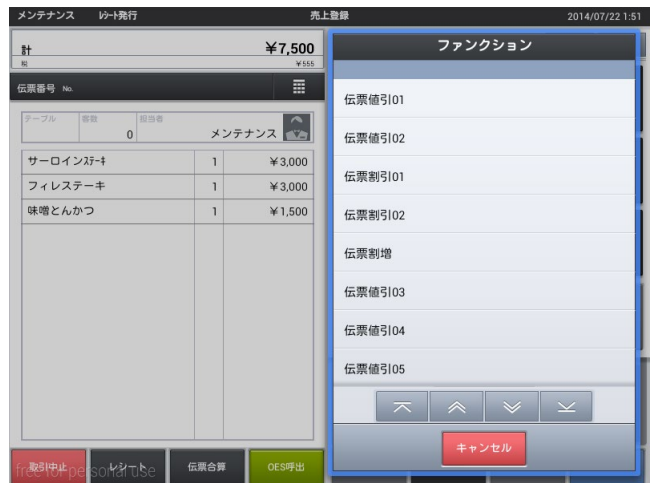 メンテナンス ﾚｼｰﾄ発行 売上登録 2014/07/22 1:51
計 ¥7,500
税 ¥555
伝票番号 No.
テーブル 客数 担当者
0 メンテナンス
サーロインｽﾃｰｷ 1 ¥3,000
フィレステーキ 1 ¥3,000
味噌とんかつ 1 ¥1,500
取引中止 レシート 伝票合算 OES呼出
free for personal use
ファンクション
伝票値引01
伝票値引02
伝票割引01
伝票割引02
伝票割増
伝票値引03
伝票値引04
伝票値引05
キャンセル